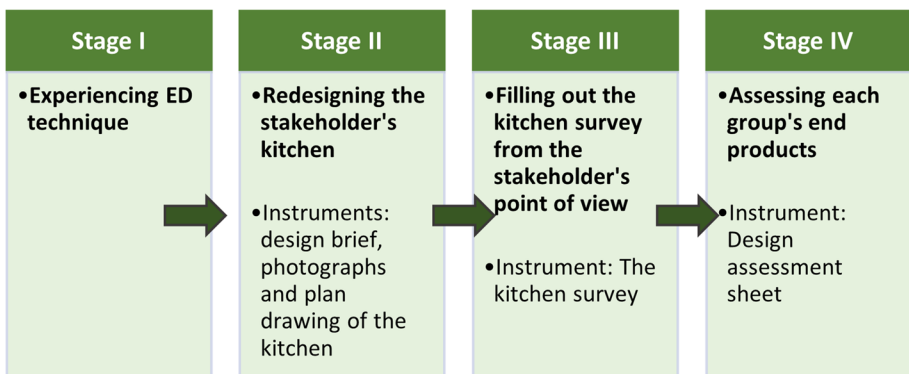 Stage I
•Experiencing ED
technique
Stage II
•Redesigning the
stakeholder's
kitchen
•Instruments:
design brief,
photographs
and plan
drawing of the
kitchen
Stage III
•Filling out the
kitchen survey
from the
stakeholder's
point of view
•Instrument: The
kitchen survey
Stage IV
•Assessing each
group's end
products
•Instrument:
Design
assessment
sheet